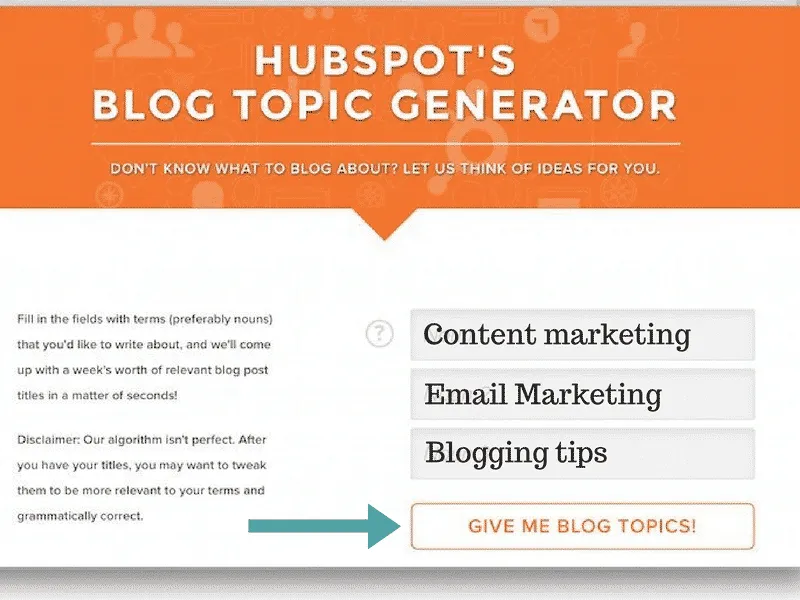 HUBSPOT'S
BLOG TOPIC GENERATOR
DON'T KNOW WHAT TO BLOG ABOUT? LET US THINK OF IDEAS FOR YOU.
Fill in the fields with terms (preferably nouns)
that you'd like to write about, and we'll come
up with a week's worth of relevant blog post
titles in a matter of seconds!
Disclaimer: Our algorithm isn't perfect. After
you have your titles, you may want to tweak
them to be more relevant to your terms and
grammatically correct.
?
Content marketing
Email Marketing
Blogging tips
GIVE ME BLOG TOPICS!